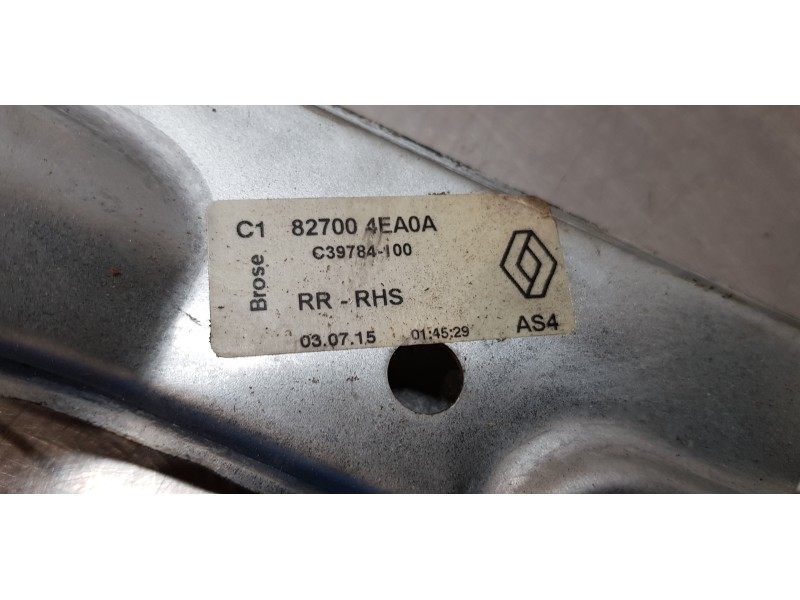 C1 82700 4EA0A
C39784-100
Brose
RR - RHS
03.07.15 01:45:29
AS4